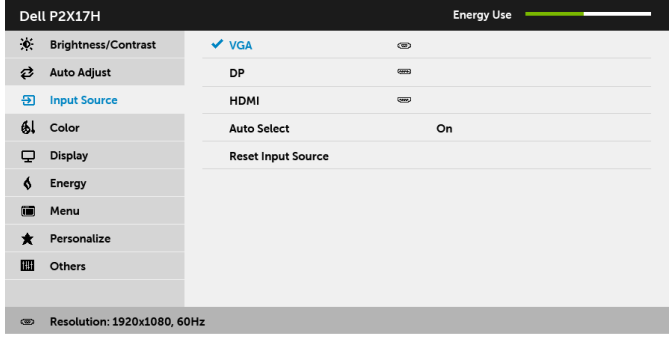 Dell P2X17H Energy Use
Brightness/Contrast VGA
Auto Adjust DP
Input Source HDMI
Color Auto Select On
Display Reset Input Source
Energy
Menu
Personalize
Others
Resolution: 1920x1080, 60Hz